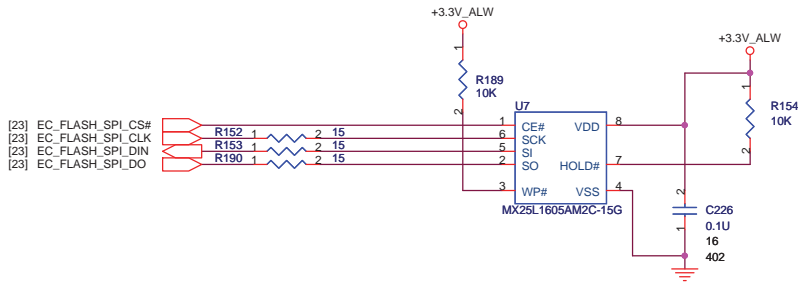 +3.3V_ALW
+3.3V_ALW
1
R189
10K
2
1
R154
10K
2
U7
[23] EC_FLASH_SPI_CS#
[23] EC_FLASH_SPI_CLK R152 1 2 15
[23] EC_FLASH_SPI_DIN R153 1 2 15
[23] EC_FLASH_SPI_DO R190 1 2 15
1 CE# VDD 8
6 SCK
5 SI
2 SO HOLD# 7
3 WP# VSS 4
MX25L1605AM2C-15G
2
C226
0.1U
1
16
402